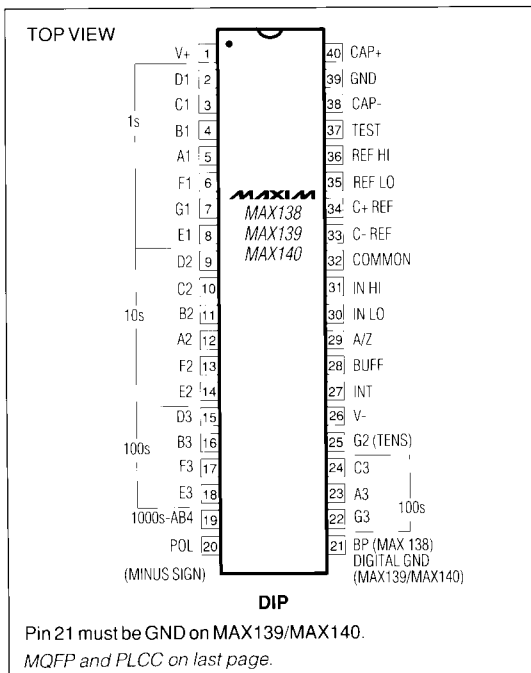 TOP VIEW
V+ 1 40 CAP+
D1 2 39 GND
C1 3 38 CAP-
1s
B1 4 37 TEST
A1 5 36 REF HI
F1 6 35 REF LO
G1 7 34 C+ REF
E1 8 33 C- REF
D2 9 32 COMMON
MAXIM
MAX138
MAX139
MAX140
C2 10 31 IN HI
10s
B2 11 30 IN LO
A2 12 29 A/Z
F2 13 28 BUFF
E2 14 27 INT
D3 15 26 V-
100s
B3 16 25 G2 (TENS)
F3 17 24 C3
E3 18 23 A3
100s
1000s-AB4 19 22 G3
POL 20 21 BP (MAX 138)
(MINUS SIGN)
DIGITAL GND
(MAX139/MAX140)
DIP
Pin 21 must be GND on MAX139/MAX140.
MQFP and PLCC on last page.